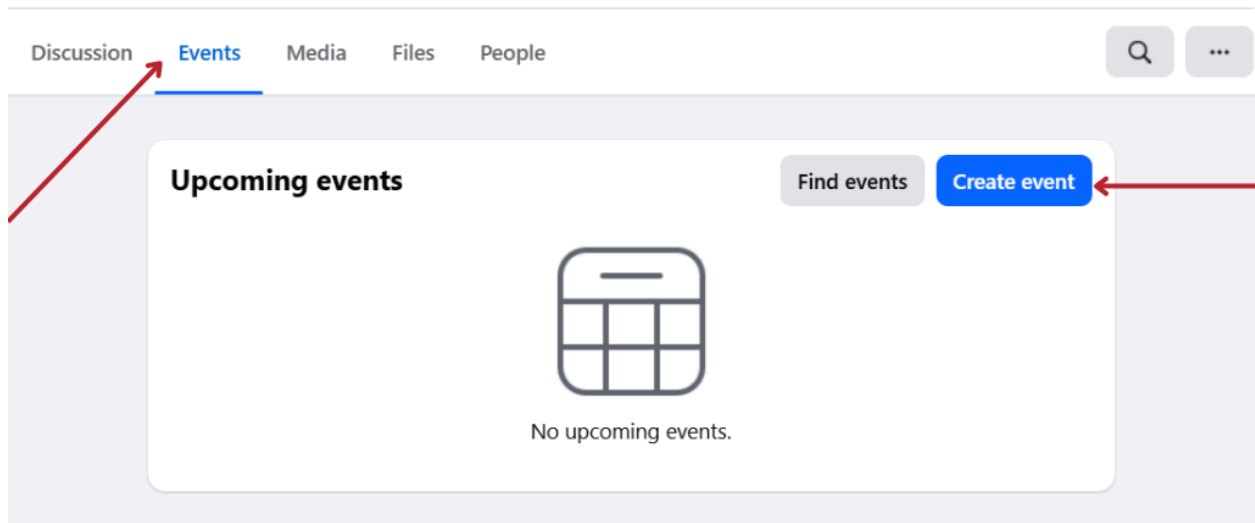 Discussion Events Media Files People
Upcoming events Find events Create event
No upcoming events.